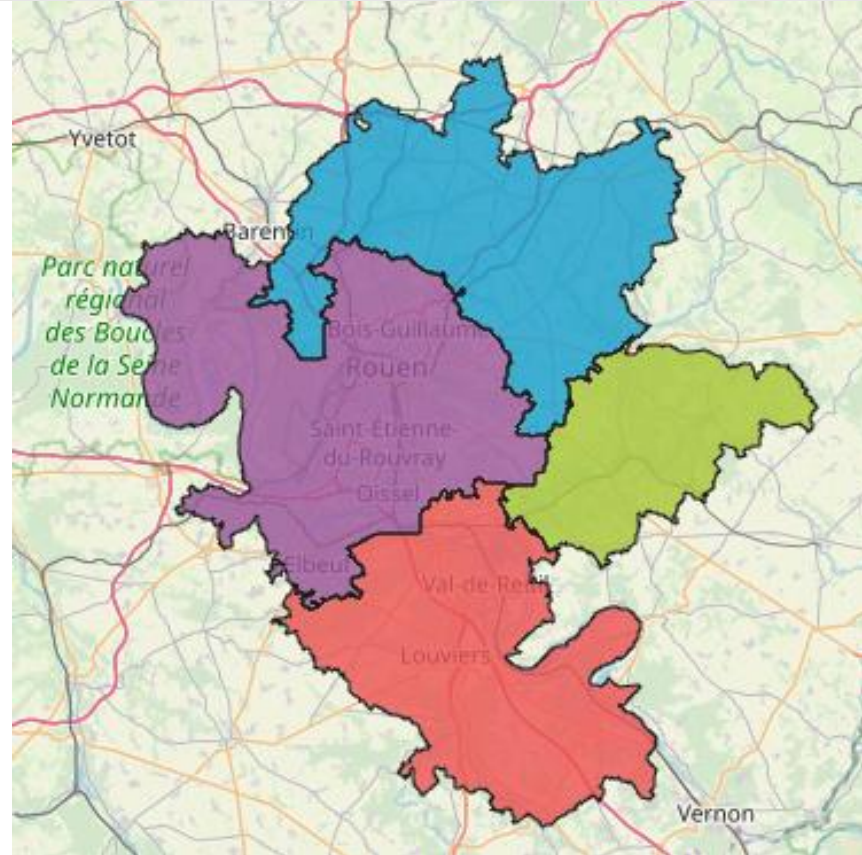 Yvetot
Barentin
Parc naturel
régional
des Boucles
de la Seine
Normande
Bois-Guillaume
Rouen
Saint-Étienne-
du-Rouvray
Oissel
Elbeuf
Val-de-Reuil
Louviers
Vernon